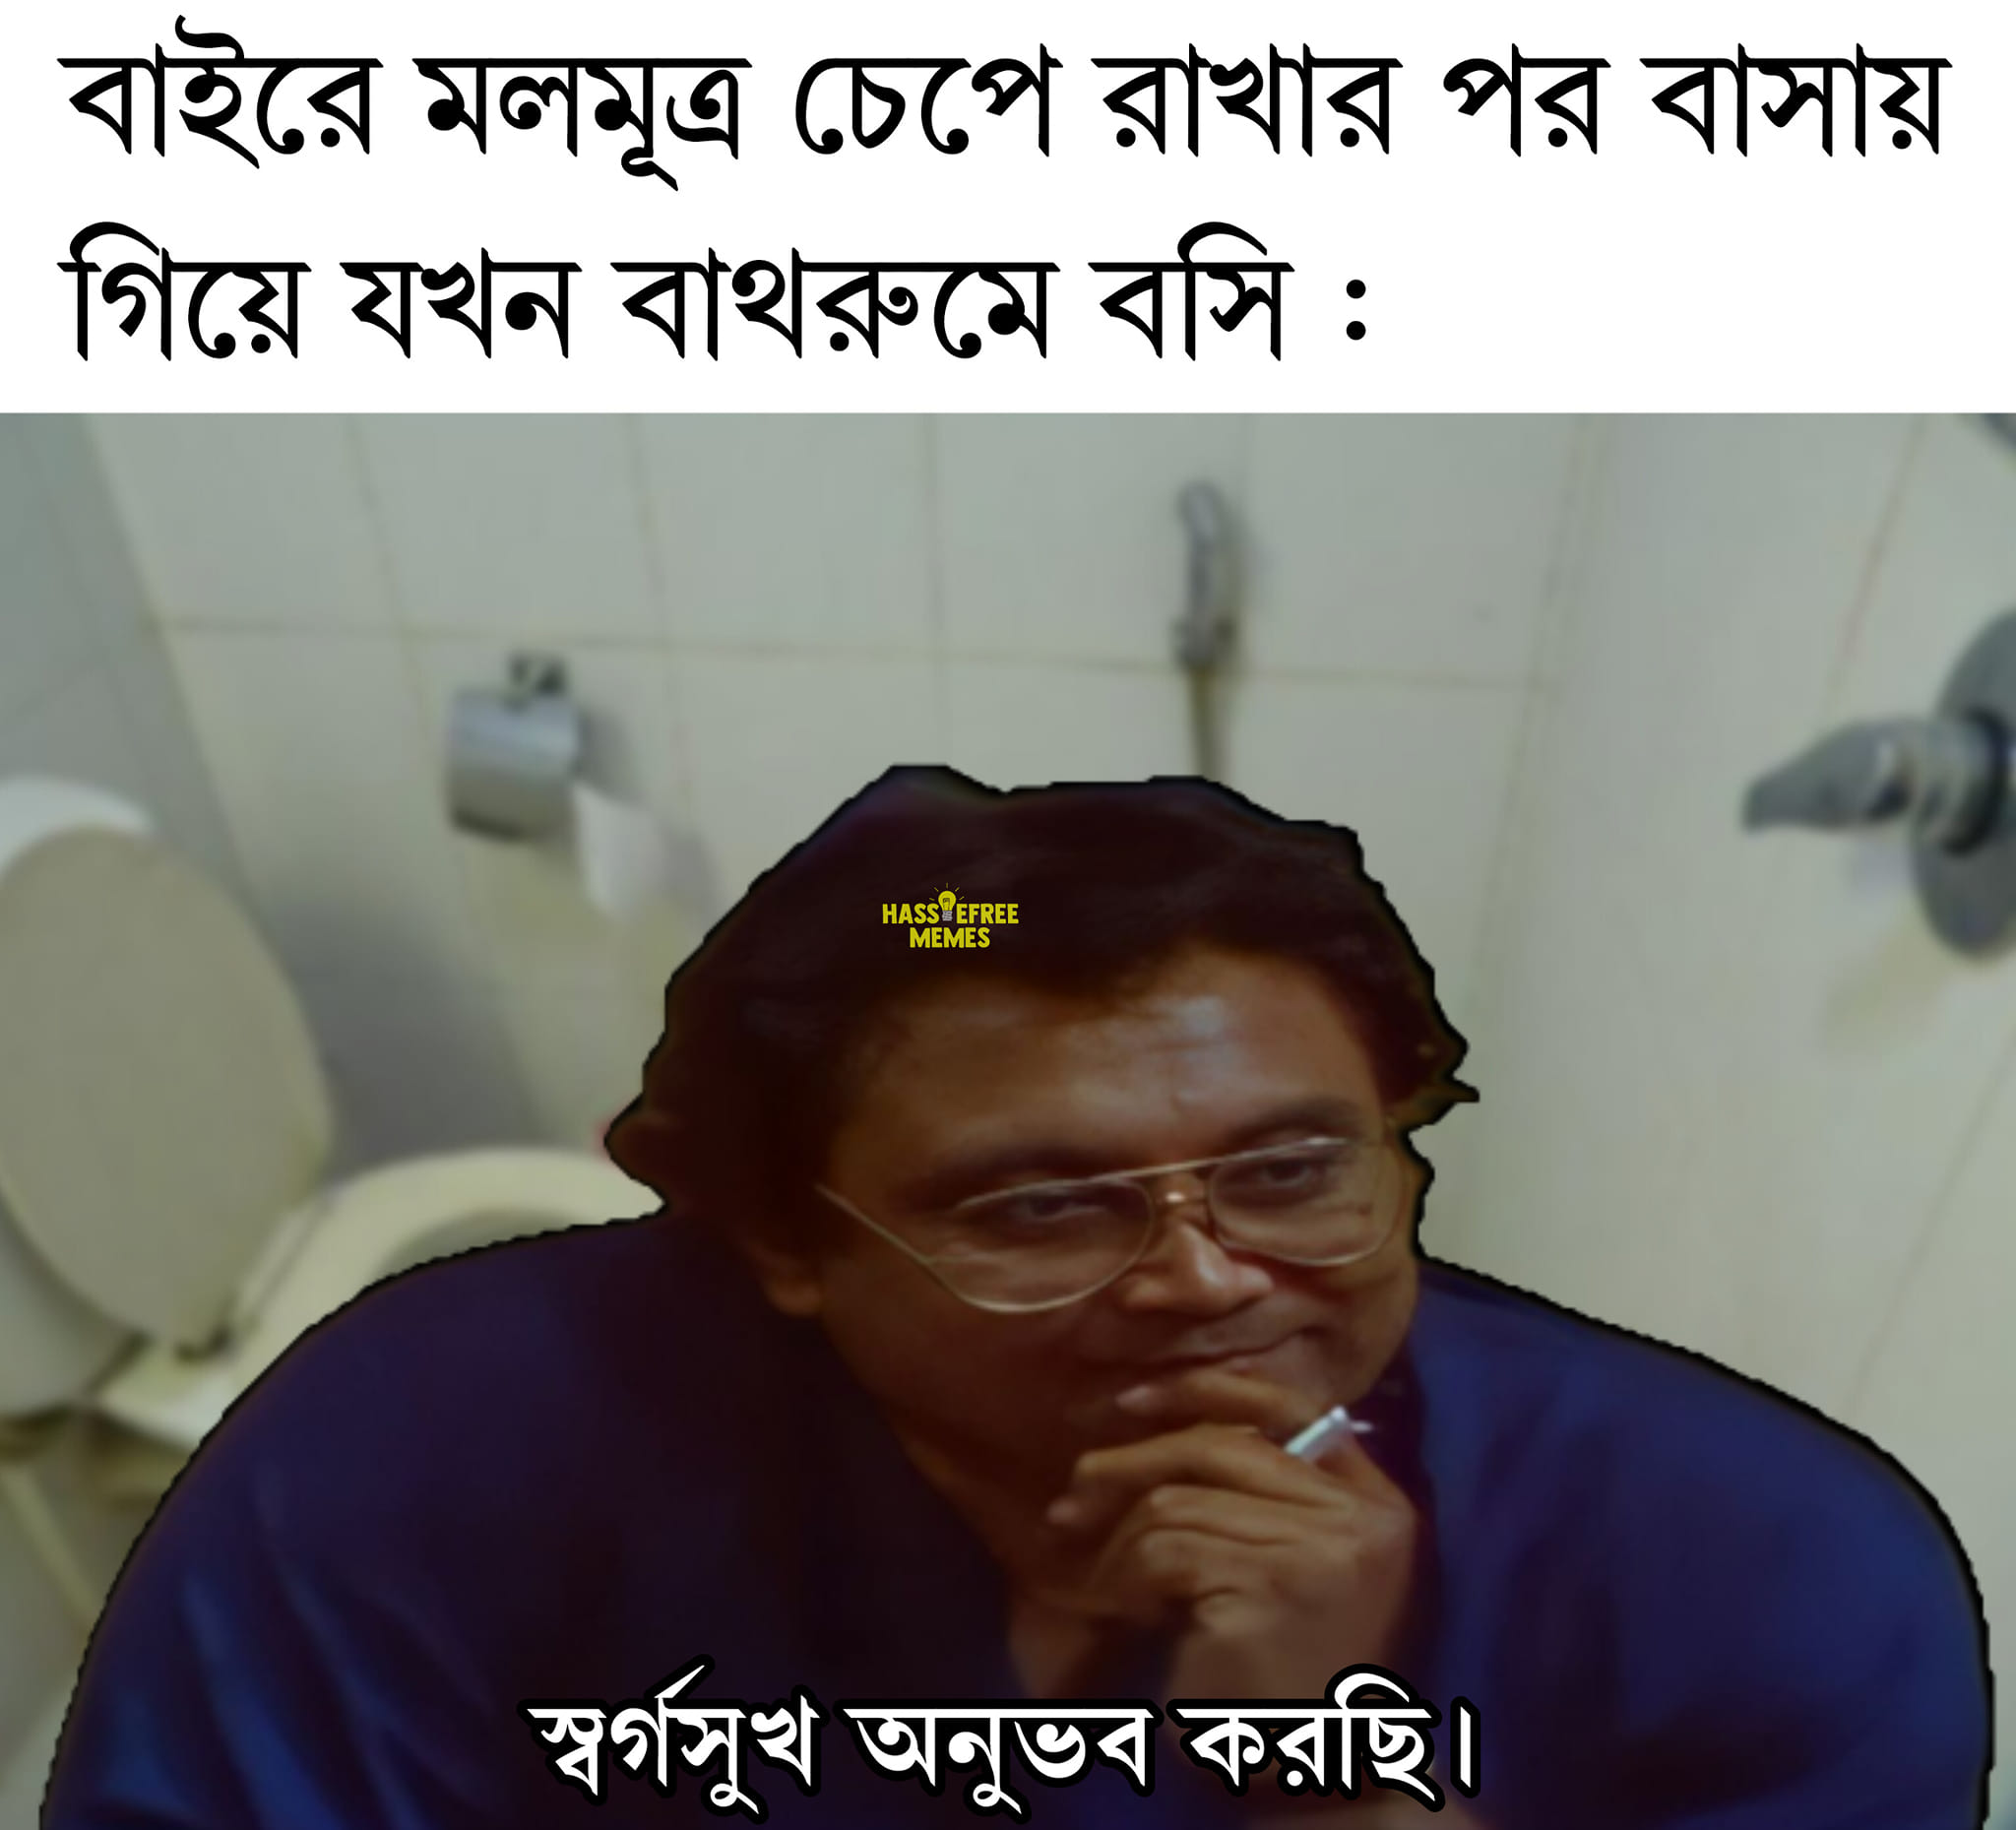 বাইরে মলমূত্র চেপে রাখার পর বাসায়
গিয়ে যখন বাথরুমে বসি :
HASSLEFREE
MEMES
স্বর্গসুখ অনুভব করছি।